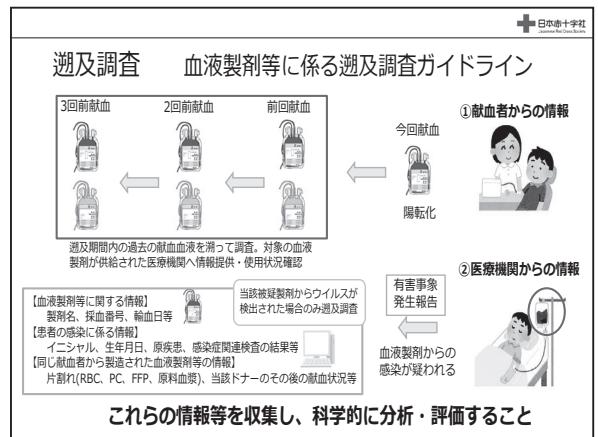 日本赤十字社
Japanese Red Cross Society
遡及調査 血液製剤等に係る遡及調査ガイドライン
3回前献血 2回前献血 前回献血
今回献血
陽転化
①献血者からの情報
遡及期間内の過去の献血血液を溯って調査。対象の血液
製剤が供給された医療機関へ情報提供・使用状況確認
②医療機関からの情報
有害事象
発生報告
血液製剤からの
感染が疑われる
当該被疑製剤からウイルスが
検出された場合のみ遡及調査
【血液製剤等に関する情報】
製剤名、採血番号、輸血日等
【患者の感染に係る情報】
イニシャル、生年月日、原疾患、感染症関連検査の結果等
【同じ献血者から製造された血液製剤等の情報】
片割れ(RBC、PC、FFP、原料血漿)、当該ドナーのその後の献血状況等
これらの情報等を収集し、科学的に分析・評価すること